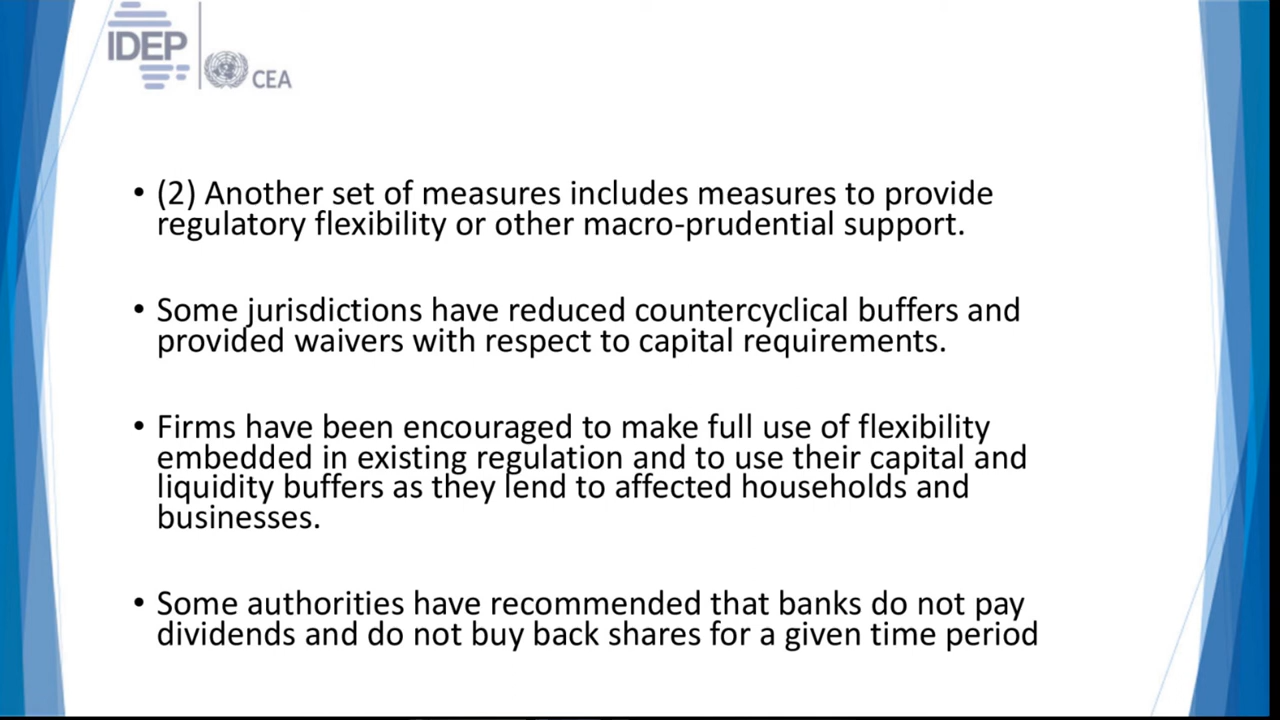 IDEP
CEA
• (2) Another set of measures includes measures to provide
regulatory flexibility or other macro-prudential support.
• Some jurisdictions have reduced countercyclical buffers and
provided waivers with respect to capital requirements.
• Firms have been encouraged to make full use of flexibility
embedded in existing regulation and to use their capital and
liquidity buffers as they lend to affected households and
businesses.
• Some authorities have recommended that banks do not pay
dividends and do not buy back shares for a given time period